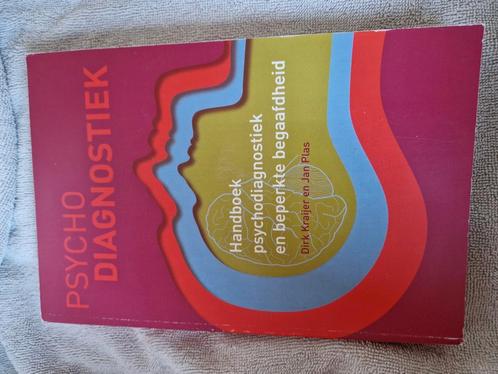 PSYCHO
DIAGNOSTIEK
Handboek
psychodiagnostiek
en beperkte begaafdheid
Dirk Kraijer en Jan Plas